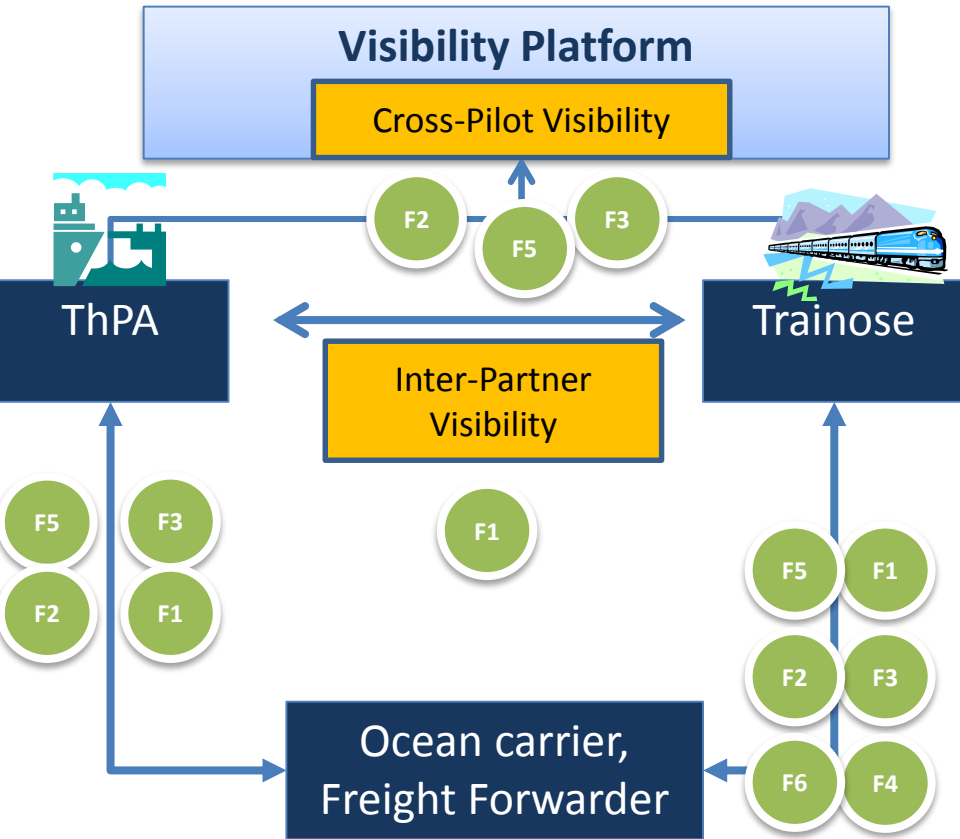 Visibility Platform
Cross-Pilot Visibility
F2
F5
F3
ThPA
Trainose
Inter-Partner
Visibility
F5
F3
F2
F1
F1
F5
F1
F2
F3
F6
F4
Ocean carrier,
Freight Forwarder